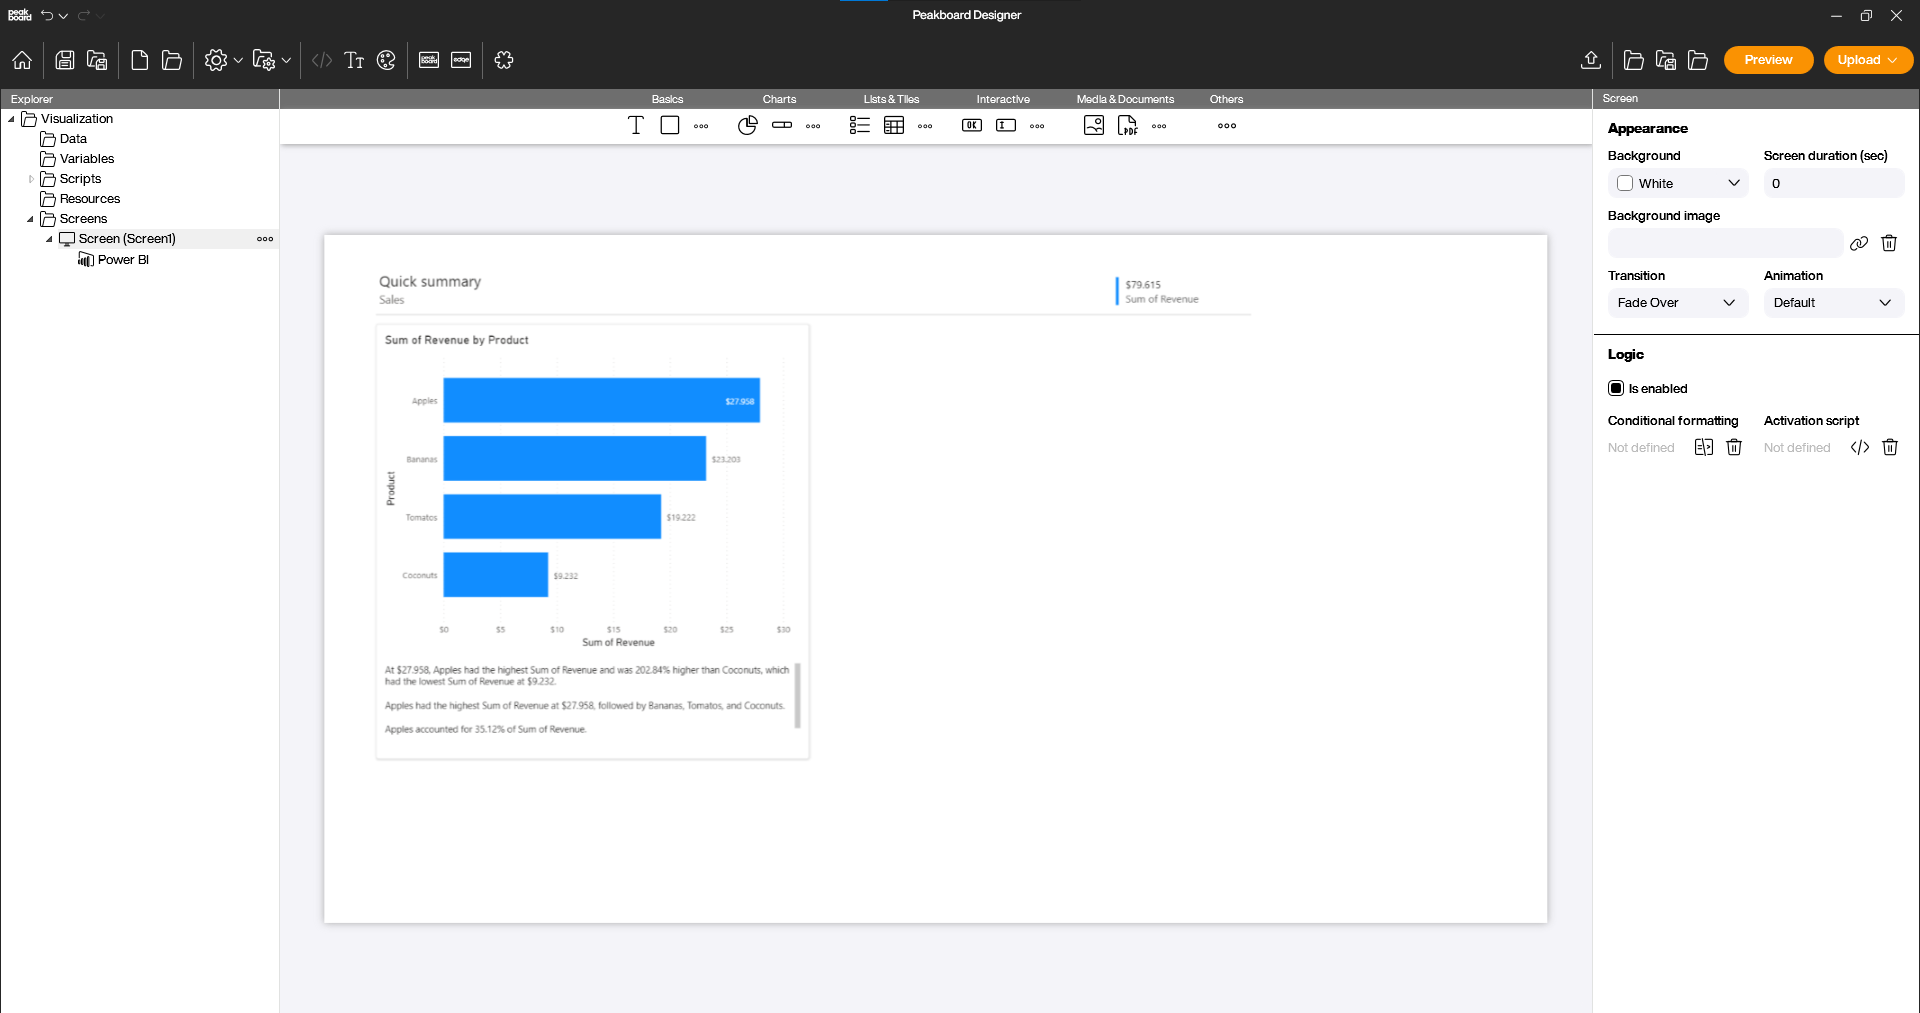 peak
board
Peakboard Designer
Preview
Upload
Explorer
Basics
Charts
Lists & Tiles
Interactive
Media & Documents
Others
Screen
Visualization
Data
Variables
Scripts
Resources
Screens
Screen (Screen1)
Power BI
OK
PDF
Quick summary
Sales
$79.615
Sum of Revenue
Sum of Revenue by Product
Product
Apples
$27.958
Bananas
$23.203
Tomatos
$19.222
Coconuts
$9.232
$0 $5 $10 $15 $20 $25 $30
Sum of Revenue
At $27.958, Apples had the highest Sum of Revenue and was 202.84% higher than Coconuts, which
had the lowest Sum of Revenue at $9.232.
Apples had the highest Sum of Revenue at $27.958, followed by Bananas, Tomatos, and Coconuts.
Apples accounted for 35.12% of Sum of Revenue.
Appearance
Background
Screen duration (sec)
White
0
Background image
Transition
Animation
Fade Over
Default
Logic
Is enabled
Conditional formatting
Activation script
Not defined
Not defined